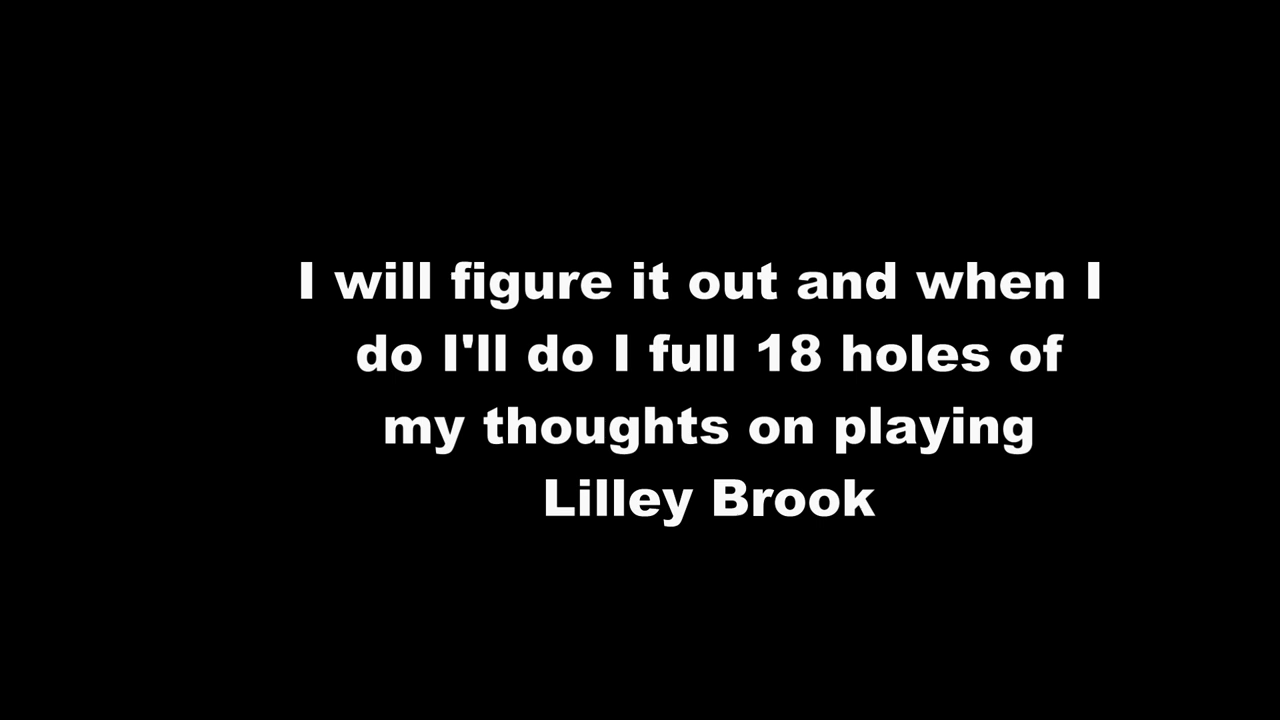 I will figure it out and when I
do I'll do I full 18 holes of
my thoughts on playing
Lilley Brook